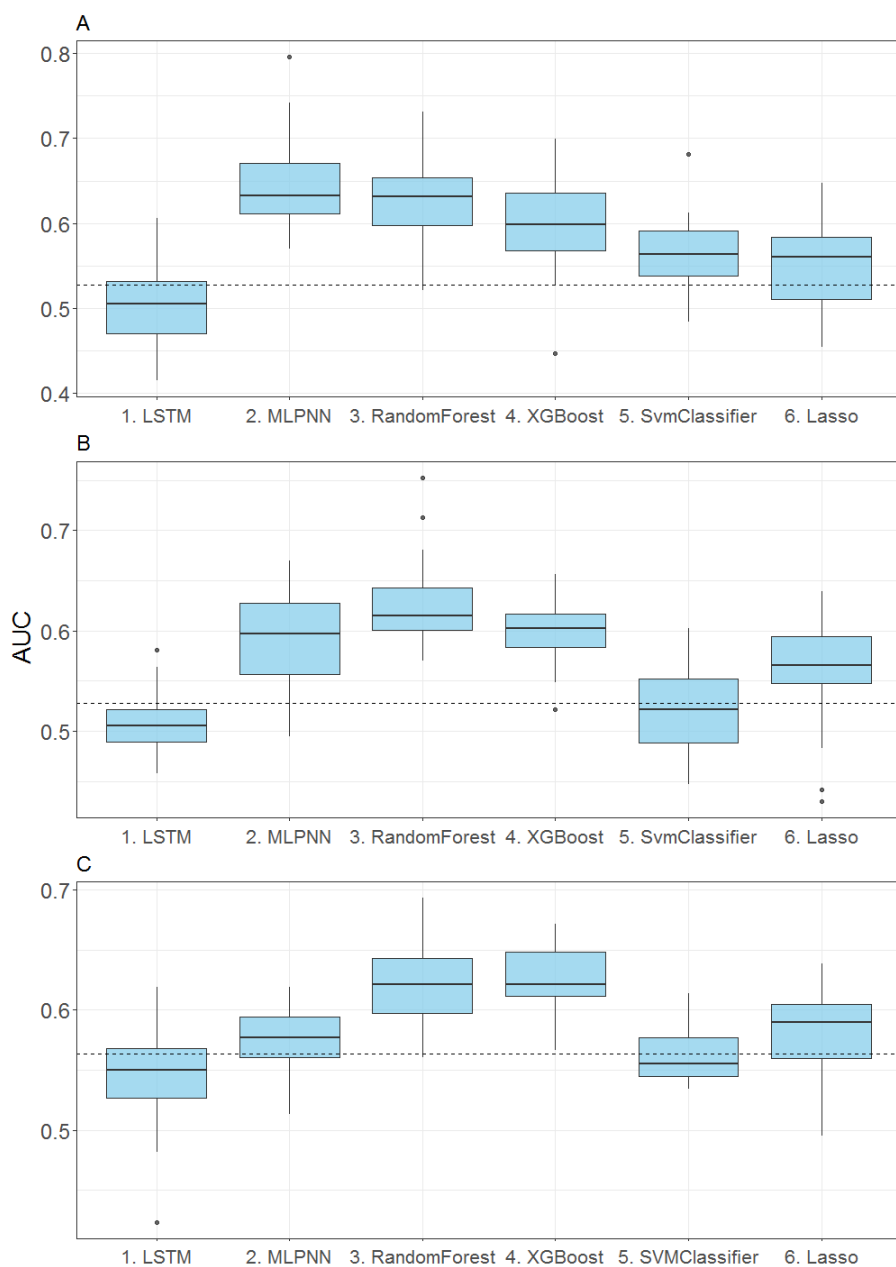 A
0.8
0.7
0.6
0.5
0.4
1. LSTM 2. MLPNN 3. RandomForest 4. XGBoost 5. SvmClassifier 6. Lasso
B
0.7
0.6
0.5
AUC
1. LSTM 2. MLPNN 3. RandomForest 4. XGBoost 5. SvmClassifier 6. Lasso
C
0.7
0.6
0.5
1. LSTM 2. MLPNN 3. RandomForest 4. XGBoost 5. SVMClassifier 6. Lasso